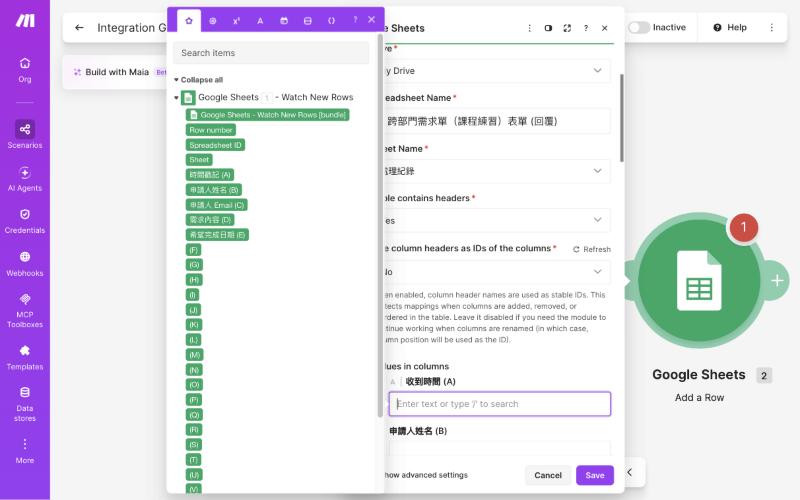 Integration G
Sheets
Inactive
Help
Build with Maia
Bet
Org
Scenarios
AI Agents
Credentials
Webhooks
MCP
Toolboxes
Templates
Data
stores
More
Search items
Collapse all
Google Sheets 1 - Watch New Rows
Google Sheets - Watch New Rows [bundle]
Row number
Spreadsheet ID
Sheet
時間戳記 (A)
申請人姓名 (B)
申請人 Email (C)
需求內容 (D)
希望完成日期 (E)
(F)
(G)
(H)
(I)
(J)
(K)
(L)
(M)
(N)
(O)
(P)
(Q)
(R)
(S)
(T)
(U)
(V)
ve*
y Drive
eadsheet Name*
跨部門需求單（課程練習）表單 (回覆)
eet Name*
處理紀錄
ble contains headers*
es
e column headers as IDs of the columns*
Refresh
No
en enabled, column header names are used as stable IDs. This
tects mappings when columns are added, removed, or
rdered in the table. Leave it disabled if you need the module to
tinue working when columns are renamed (in which case,
umn position will be used as the ID).
lues in columns
A
收到時間 (A)
Enter text or type '/' to search
申請人姓名 (B)
how advanced settings
Cancel
Save
1
Google Sheets 2
Add a Row